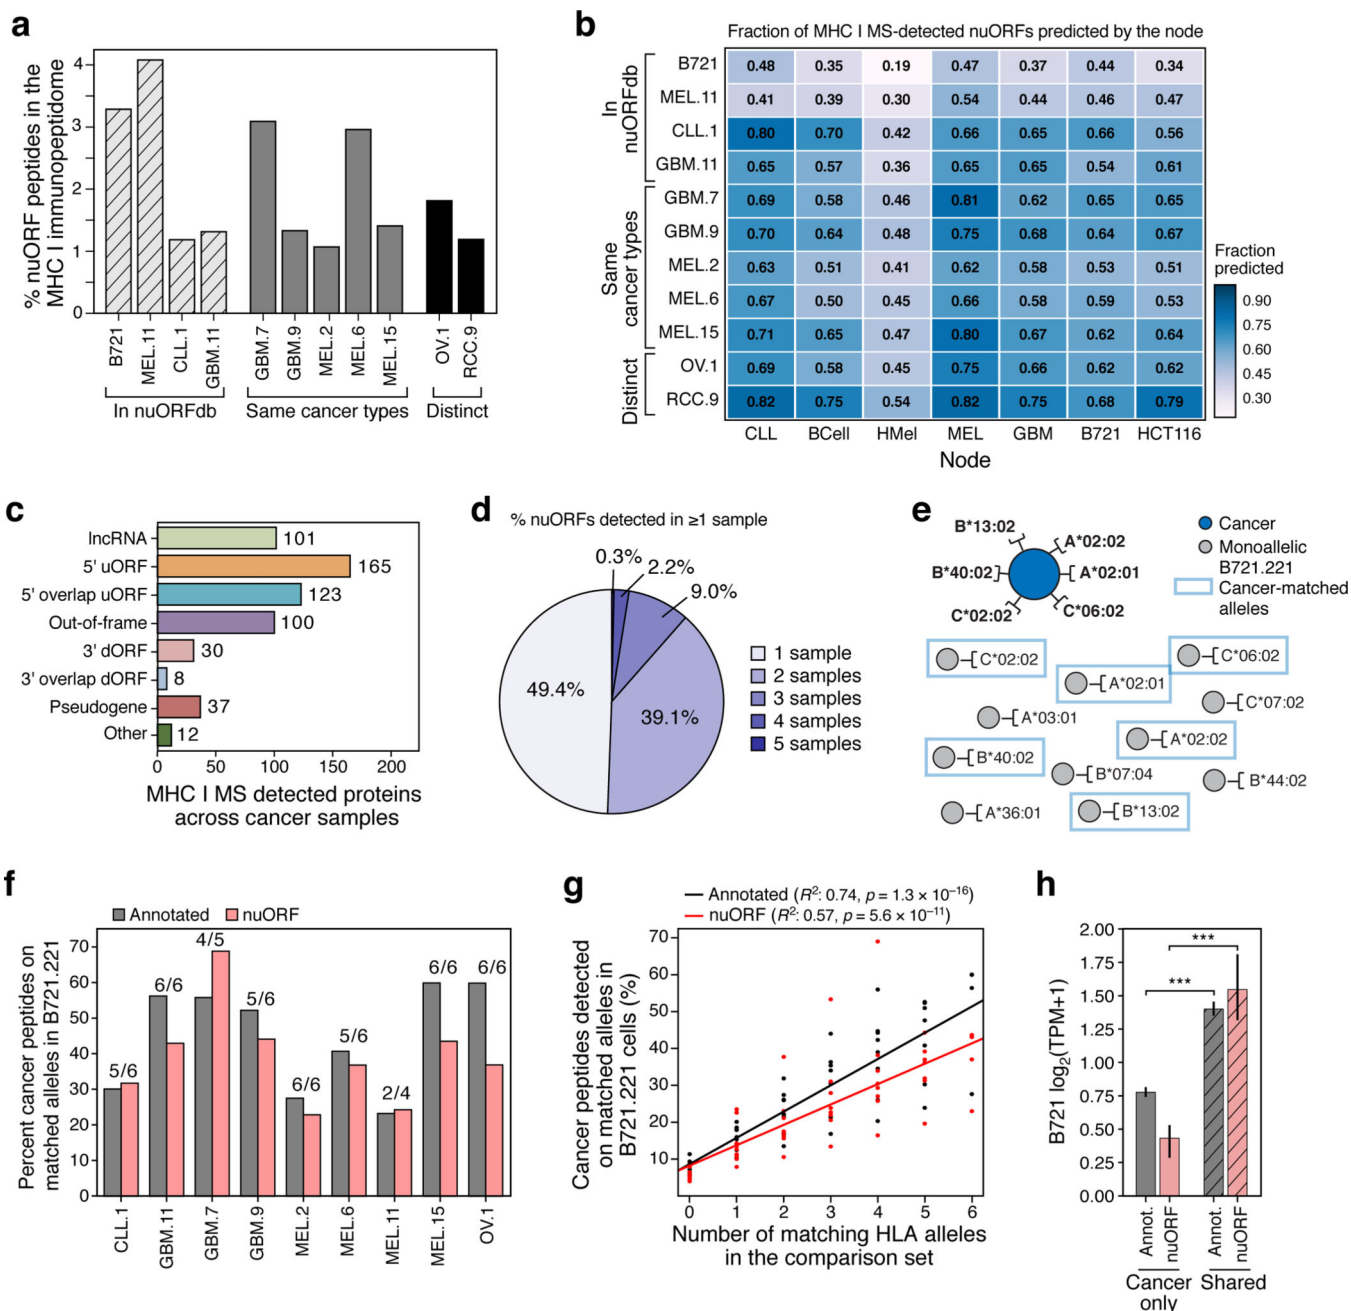 a
% nuORF peptides in the
MHC I immunopeptidome
4
3
2
1
0
B721
MEL.11
CLL.1
GBM.11
GBM.7
GBM.9
MEL.2
MEL.6
MEL.15
OV.1
RCC.9
In nuORFdb
Same cancer types
Distinct
b
Fraction of MHC I MS-detected nuORFs predicted by the node
In
nuORFdb
Same
cancer types
Distinct
B721 0.48 0.35 0.19 0.47 0.37 0.44 0.34
MEL.11 0.41 0.39 0.30 0.54 0.44 0.46 0.47
CLL.1 0.80 0.70 0.42 0.66 0.65 0.66 0.56
GBM.11 0.65 0.57 0.36 0.65 0.65 0.54 0.61
GBM.7 0.69 0.58 0.46 0.81 0.62 0.65 0.65
GBM.9 0.70 0.64 0.48 0.75 0.68 0.64 0.67
MEL.2 0.63 0.51 0.41 0.62 0.58 0.53 0.51
MEL.6 0.67 0.50 0.45 0.66 0.58 0.59 0.53
MEL.15 0.71 0.65 0.47 0.80 0.67 0.62 0.64
OV.1 0.69 0.58 0.45 0.75 0.66 0.62 0.62
RCC.9 0.82 0.75 0.54 0.82 0.75 0.68 0.79
CLL BCell HMel MEL GBM B721 HCT116
Node
Fraction
predicted
0.90
0.75
0.60
0.45
0.30
c
lncRNA 101
5' uORF 165
5' overlap uORF 123
Out-of-frame 100
3' dORF 30
3' overlap dORF 8
Pseudogene 37
Other 12
0 50 100 150 200
MHC I MS detected proteins
across cancer samples
d
% nuORFs detected in ≥1 sample
0.3%
2.2%
9.0%
49.4%
39.1%
1 sample
2 samples
3 samples
4 samples
5 samples
e
B*13:02
A*02:02
B*40:02
A*02:01
C*02:02
C*06:02
Cancer
Monoallelic
B721.221
Cancer-matched
alleles
C*02:02
C*06:02
A*02:01
C*07:02
A*03:01
A*02:02
B*40:02
B*07:04
B*44:02
A*36:01
B*13:02
f
Annotated nuORF
Percent cancer peptides on
matched alleles in B721.221
70
60
50
40
30
20
10
0
5/6
6/6
4/5
5/6
6/6
5/6
2/4
6/6
6/6
CLL.1
GBM.11
GBM.7
GBM.9
MEL.2
MEL.6
MEL.11
MEL.15
OV.1
g
Annotated (R²: 0.74, p = 1.3 × 10⁻¹⁶)
nuORF (R²: 0.57, p = 5.6 × 10⁻¹¹)
Cancer peptides detected
on matched alleles in
B721.221 cells (%)
70
60
50
40
30
20
10
0 1 2 3 4 5 6
Number of matching HLA alleles
in the comparison set
h
B721 log₂(TPM+1)
2.00
1.75
1.50
1.25
1.00
0.75
0.50
0.25
0.00
***
***
Annot.
nuORF
Annot.
nuORF
Cancer
only
Shared